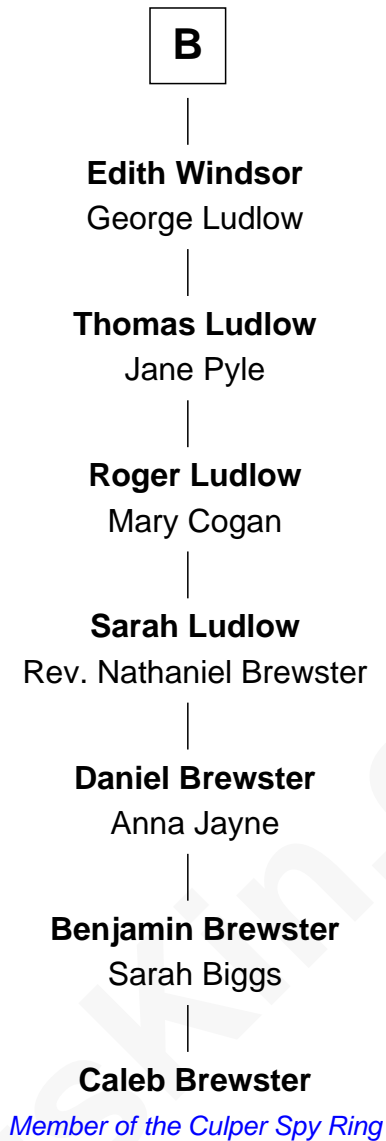 B
Edith Windsor
George Ludlow
Thomas Ludlow
Jane Pyle
Roger Ludlow
Mary Cogan
Sarah Ludlow
Rev. Nathaniel Brewster
Daniel Brewster
Anna Jayne
Benjamin Brewster
Sarah Biggs
Caleb Brewster
Member of the Culper Spy Ring